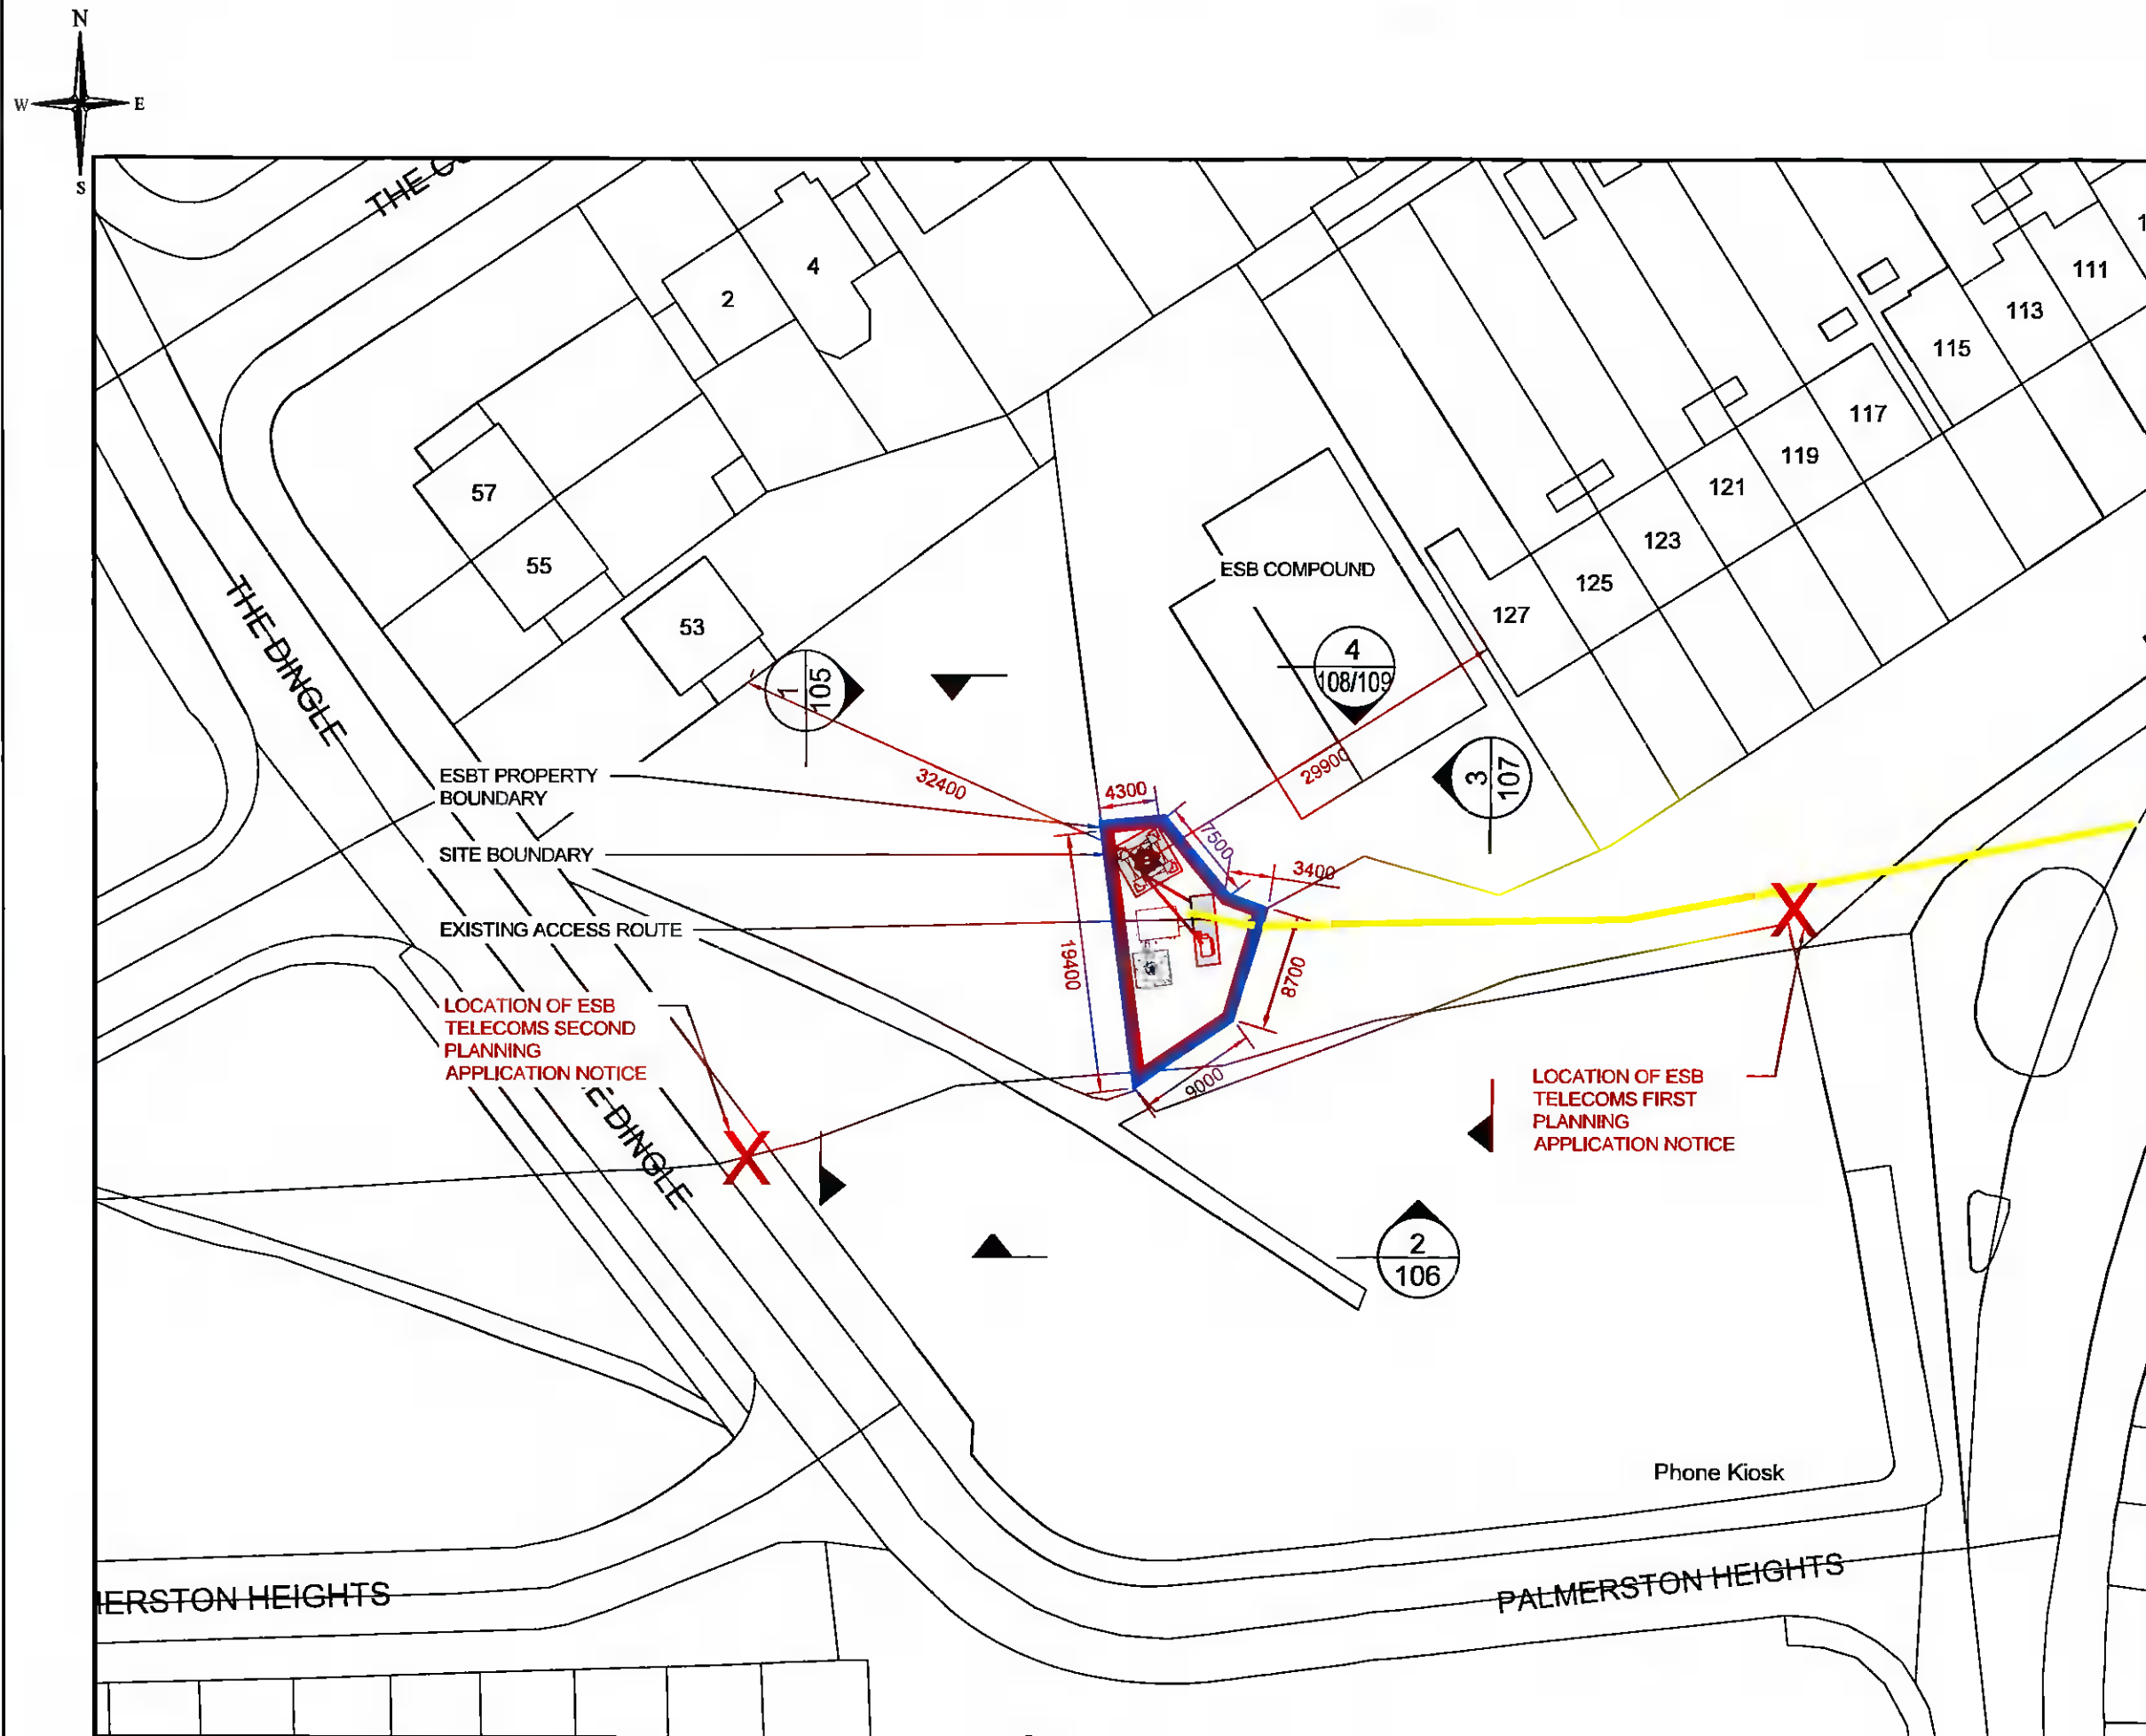 N
W E
S
THE
4
2
111
113
115
117
119
121
123
125
127
57
55
53
ESB COMPOUND
THE DINGLE
1
105
4
108/109
3
107
ESBT PROPERTY
BOUNDARY
32400
4300
29900
7500
3400
SITE BOUNDARY
EXISTING ACCESS ROUTE
19400
8700
9000
LOCATION OF ESB
TELECOMS SECOND
PLANNING
APPLICATION NOTICE
X
X
E DINGLE
LOCATION OF ESB
TELECOMS FIRST
PLANNING
APPLICATION NOTICE
2
106
Phone Kiosk
MERSTON HEIGHTS
PALMERSTON HEIGHTS